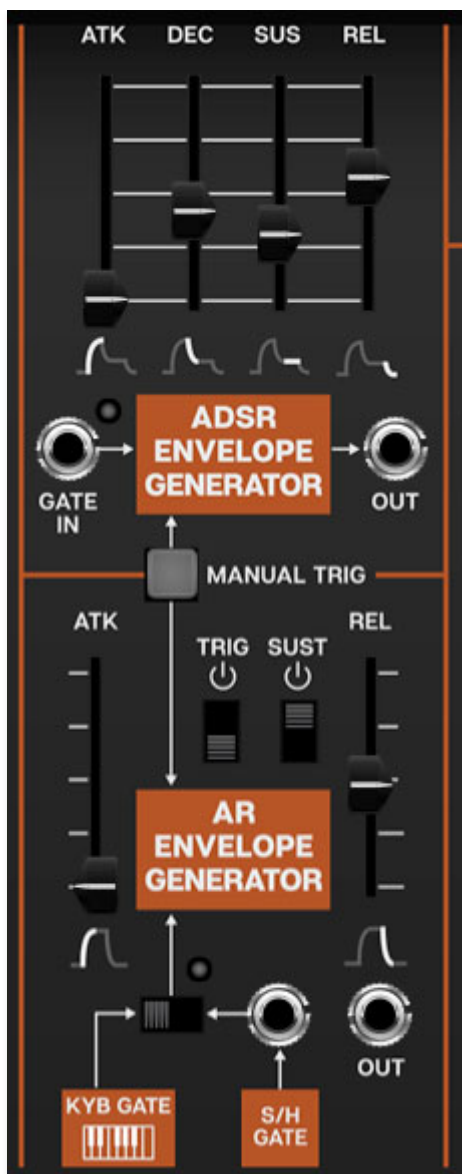 ATK DEC SUS REL
ADSR
ENVELOPE
GENERATOR
GATE
IN
OUT
MANUAL TRIG
ATK
TRIG SUST
REL
AR
ENVELOPE
GENERATOR
OUT
KYB GATE
S/H
GATE